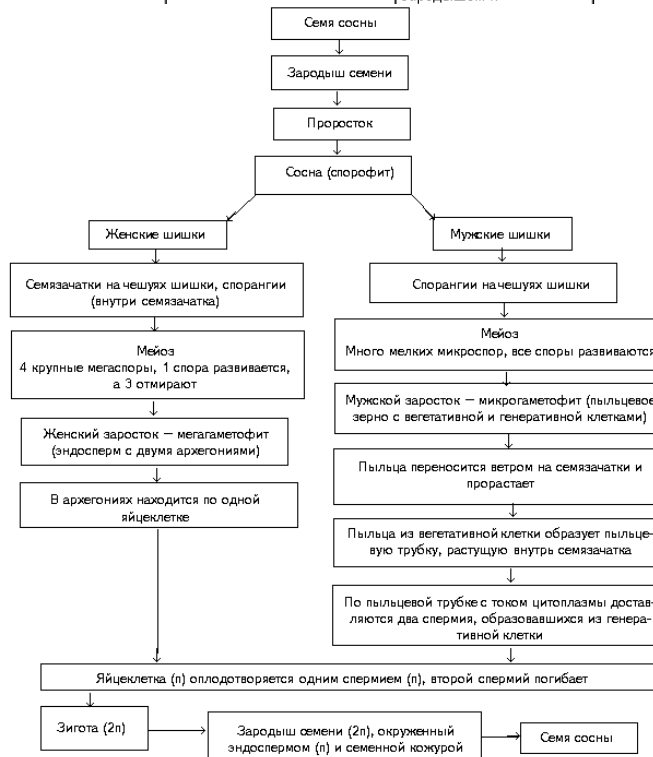 Семя сосны
Зародыш семени
Проросток
Сосна (спорофит)
Женские шишки
Мужские шишки
Семязачатки на чешуях шишки, спорангии
(внутри семязачатка)
Спорангии на чешуях шишки
Мейоз
4 крупные мегаспоры, 1 спора развивается,
а 3 отмирают
Мейоз
Много мелких микроспор, все споры развиваются
Женский заросток — мегагаметофит
(эндосперм с двумя архегониями)
Мужской заросток — микрогаметофит (пыльцевое
зерно с вегетативной и генеративной клетками)
В архегониях находится по одной
яйцеклетке
Пыльца переносится ветром на семязачатки и
прорастает
Пыльца из вегетативной клетки образует пыльце-
вую трубку, растущую внутрь семязачатка
По пыльцевой трубке с током цитоплазмы достав-
ляются два спермия, образовавшихся из генера-
тивной клетки
Яйцеклетка (n) оплодотворяется одним спермием (n), второй спермий погибает
Зигота (2n)
Зародыш семени (2n), окруженный
эндоспермом (n) и семенной кожурой
Семя сосны